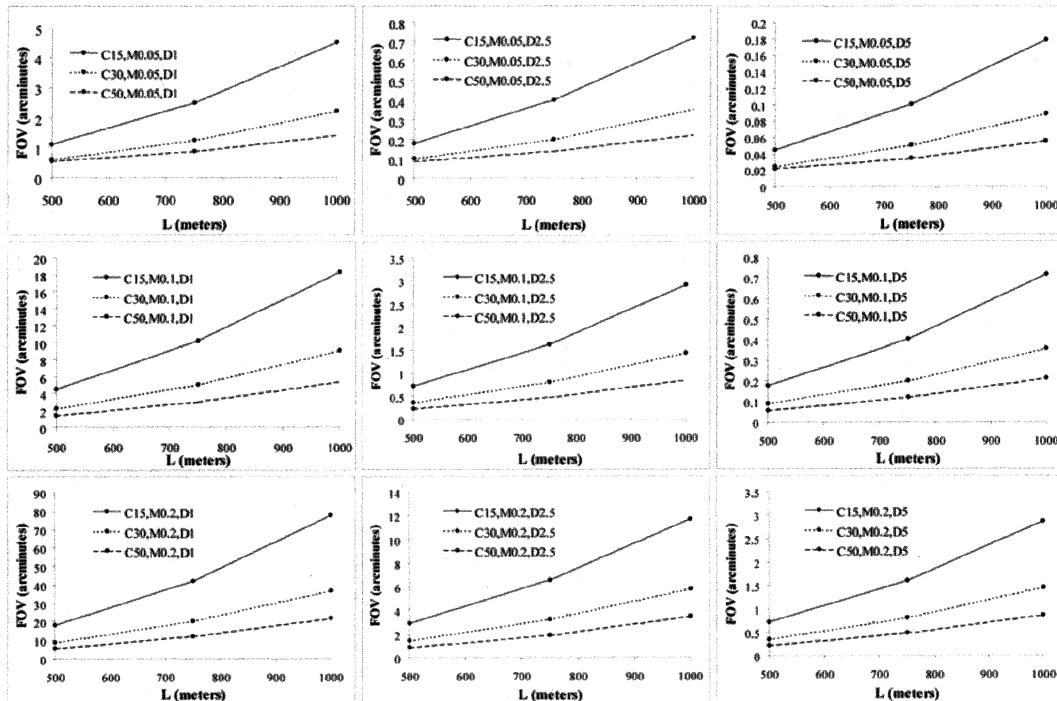 5
4
3
2
1
0
FOV (arcminutes)
C15,M0.05,D1
C30,M0.05,D1
C50,M0.05,D1
500 600 700 800 900 1000
L (meters)
0.8
0.7
0.6
0.5
0.4
0.3
0.2
0.1
0
FOV (arcminutes)
C15,M0.05,D2.5
C30,M0.05,D2.5
C50,M0.05,D2.5
500 600 700 800 900 1000
L (meters)
0.2
0.18
0.16
0.14
0.12
0.1
0.08
0.06
0.04
0.02
0
FOV (arcminutes)
C15,M0.05,D5
C30,M0.05,D5
C50,M0.05,D5
500 600 700 800 900 1000
L (meters)
20
18
16
14
12
10
8
6
4
2
0
FOV (arcminutes)
C15,M0.1,D1
C30,M0.1,D1
C50,M0.1,D1
500 600 700 800 900 1000
L (meters)
3.5
3
2.5
2
1.5
1
0.5
0
FOV (arcminutes)
C15,M0.1,D2.5
C30,M0.1,D2.5
C50,M0.1,D2.5
500 600 700 800 900 1000
L (meters)
0.8
0.7
0.6
0.5
0.4
0.3
0.2
0.1
0
FOV (arcminutes)
C15,M0.1,D5
C30,M0.1,D5
C50,M0.1,D5
500 600 700 800 900 1000
L (meters)
90
80
70
60
50
40
30
20
10
0
FOV (arcminutes)
C15,M0.2,D1
C30,M0.2,D1
C50,M0.2,D1
500 600 700 800 900 1000
L (meters)
14
12
10
8
6
4
2
0
FOV (arcminutes)
C15,M0.2,D2.5
C30,M0.2,D2.5
C50,M0.2,D2.5
500 600 700 800 900 1000
L (meters)
3.5
3
2.5
2
1.5
1
0.5
0
FOV (arcminutes)
C15,M0.2,D5
C30,M0.2,D5
C50,M0.2,D5
500 600 700 800 900 1000
L (meters)